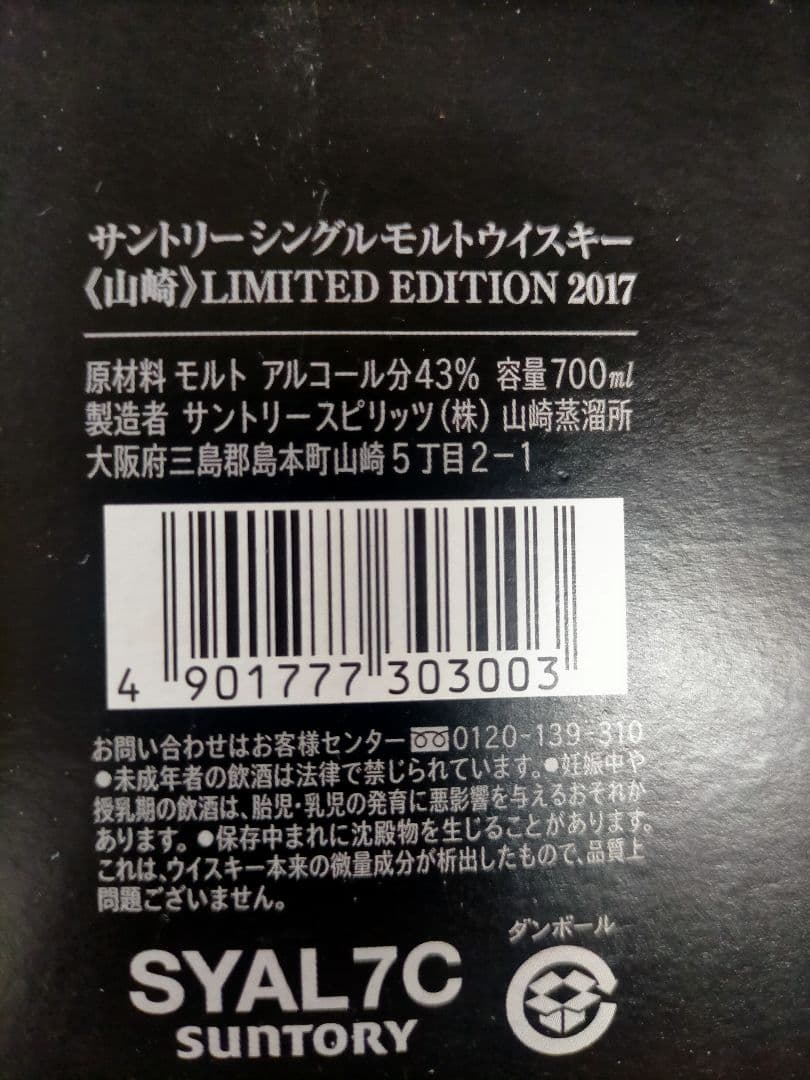 サントリーシングルモルトウイスキー
《山崎》LIMITED EDITION 2017
原材料 モルト アルコール分43% 容量700ml
製造者 サントリースピリッツ(株) 山崎蒸溜所
大阪府三島郡島本町山崎5丁目2-1
4 901777 303003
お問い合わせはお客様センター 0120-139-310
●未成年者の飲酒は法律で禁じられています。●妊娠中や
授乳期の飲酒は、胎児・乳児の発育に悪影響を与えるおそれが
あります。●保存中まれに沈殿物を生じることがあります。
これは、ウイスキー本来の微量成分が析出したもので、品質上
問題ございません。
ダンボール
SYAL7C
SUNTORY